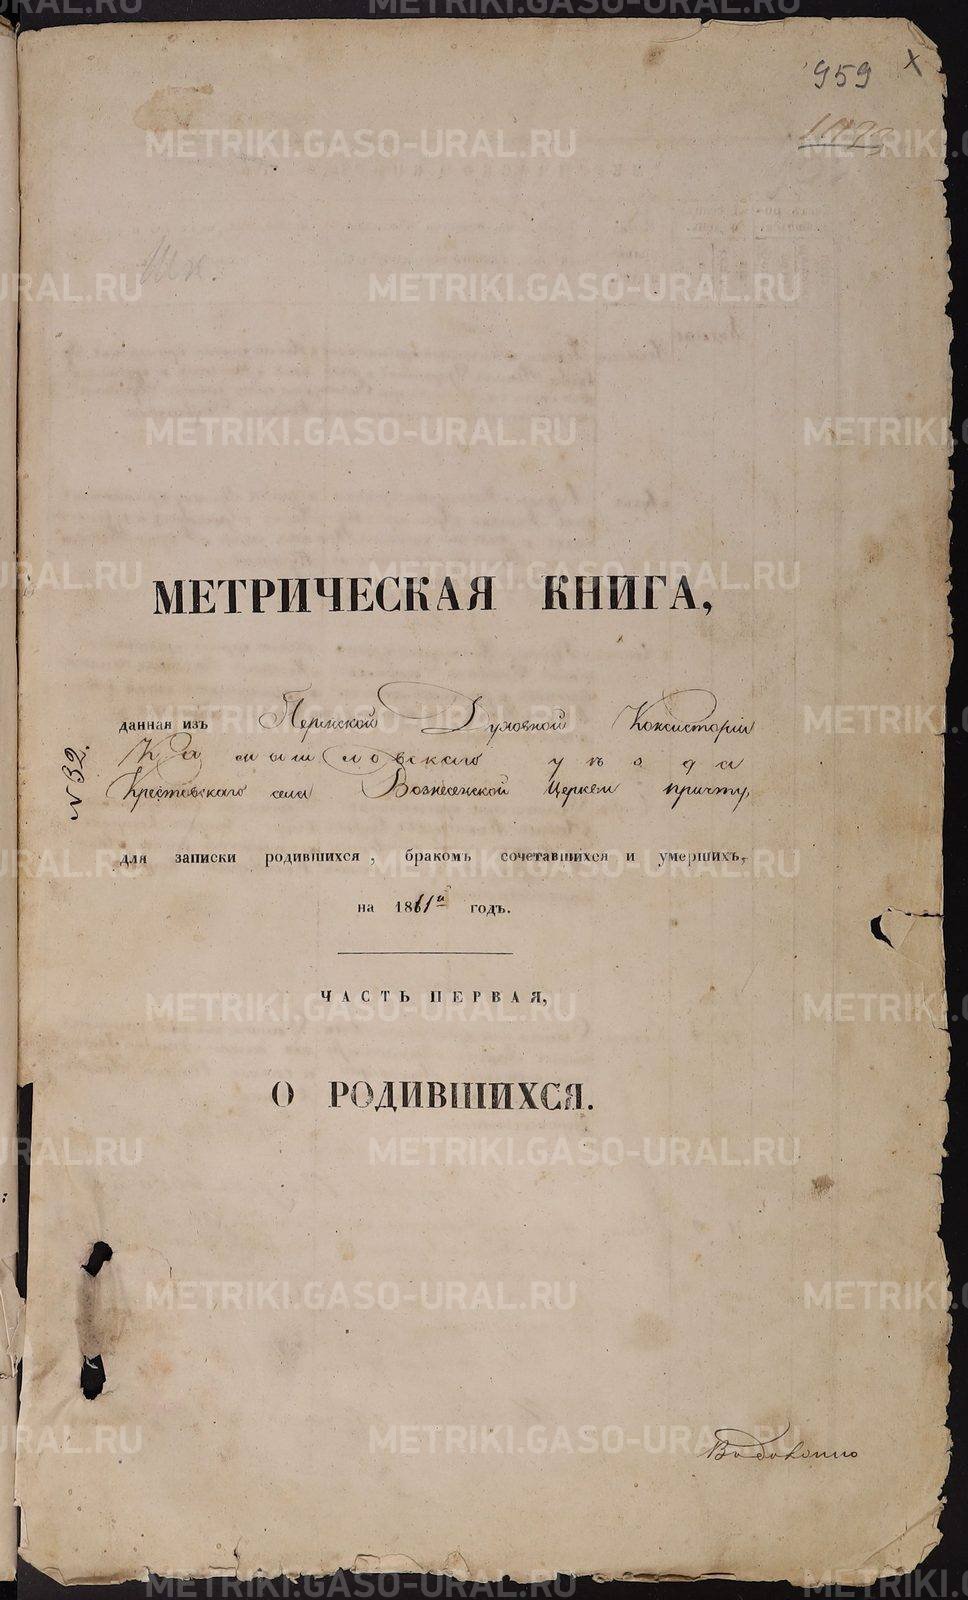 959 х
МЕТРИЧЕСКАЯ КНИГА,
данная изъ Пермской Духовной Консисторіи
Камышловскаго уѣзда
№ 32.
Крестовскаго села Вознесенской Церкви причту,
для записки родившихся, бракомъ сочетавшихся и умершихъ,
на 1861й годъ.
ЧАСТЬ ПЕРВАЯ,
О РОДИВШИХСЯ.
METRIKI.GASO-URAL.RU